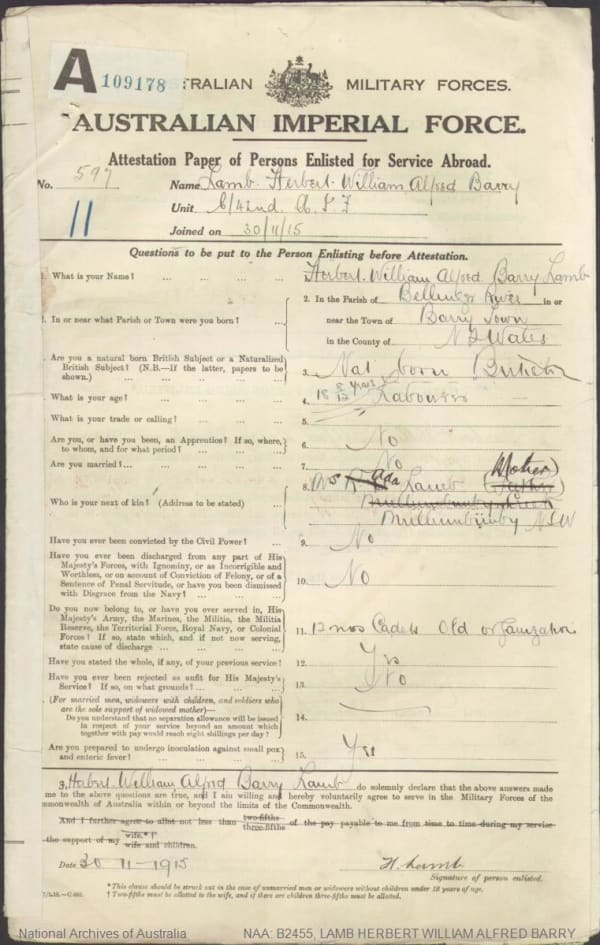 A 109178
TRALIAN MILITARY FORCES.
AUSTRALIAN IMPERIAL FORCE.
Attestation Paper of Persons Enlisted for Service Abroad.
No. 597 Name Lamb. Herbert William Alfred Barry
11 Unit 42nd. A.I.F
Joined on 30/11/15
Questions to be put to the Person Enlisting before Attestation.
1. What is your Name? ... ... ... ... Herbert William Alfred Barry Lamb
2. In the Parish of Bellinger River in or
In or near what Parish or Town were you born? ... near the Town of Barry Town
in the County of N S Wales
Are you a natural born British Subject or a Naturalized
British Subject? (N.B.—If the latter, papers to be
shown.) ... ... ... ... 3. Nat. born British
What is your age? ... ... ... ... 4. 18 8/12 years
What is your trade or calling? ... ... ... 5. Labourer
Are you, or have you been, an Apprentice? If so, where,
to whom, and for what period? ... ... ... 6. No
Are you married?... ... ... ... 7. No
8. Mrs Ada Lamb (Mother) (Father)
Who is your next of kin? (Address to be stated) ...
Mullumbimby NSW
Have you ever been convicted by the Civil Power? ... 9. No
Have you ever been discharged from any part of His
Majesty's Forces, with Ignominy, or as Incorrigible and
Worthless, or on account of Conviction of Felony, or of a
Sentence of Penal Servitude, or have you been dismissed
with Disgrace from the Navy? ... ... 10. No
Do you now belong to, or have you ever served in, His
Majesty's Army, the Marines, the Militia, the Militia
Reserve, the Territorial Force, Royal Navy, or Colonial
Forces? If so, state which, and if not now serving,
state cause of discharge ... ... ... 11. 12 mos Cadets Old organization
Have you stated the whole, if any, of your previous service? 12. Yes
Have you ever been rejected as unfit for His Majesty's
Service? If so, on what grounds? ... ... 13. No
(For married men, widowers with children, and soldiers who
are the sole support of widowed mother)—
Do you understand that no separation allowance will be issued
in respect of your service beyond an amount which
together with pay would reach eight shillings per day? 14.
Are you prepared to undergo inoculation against small pox
and enteric fever? ... ... ... 15. Yes
I, Herbert William Alfred Barry Lamb do solemnly declare that the above answers made
me to the above questions are true, and I am willing and hereby voluntarily agree to serve in the Military Forces of the
mmonwealth of Australia within or beyond the limits of the Commonwealth.
And I further agree to allot not less than two-fifths three-fifths of the pay payable to me from time to time during my service
the support of my wife.*† wife and children.
Date 30 11-1915 H Lamb
Signature of person enlisted.
*This clause should be struck out in the case of unmarried men or widowers without children under 18 years of age.
† Two-fifths must be allotted to the wife, and if there are children three-fifths must be allotted.
National Archives of Australia NAA: B2455, LAMB HERBERT WILLIAM ALFRED BARRY